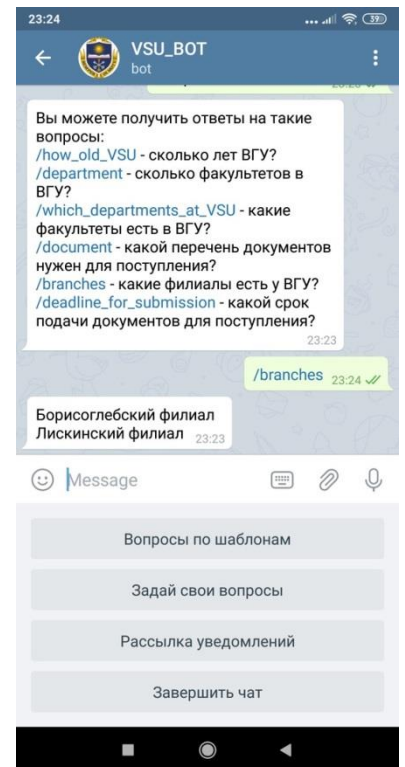 23:24
39
VSU_BOT
bot
Вы можете получить ответы на такие
вопросы:
/how_old_VSU - сколько лет ВГУ?
/department - сколько факультетов в
ВГУ?
/which_departments_at_VSU - какие
факультеты есть в ВГУ?
/document - какой перечень документов
нужен для поступления?
/branches - какие филиалы есть у ВГУ?
/deadline_for_submission - какой срок
подачи документов для поступления?
23:23
/branches 23:24
Борисоглебский филиал
Лискинский филиал 23:23
Message
Вопросы по шаблонам
Задай свои вопросы
Рассылка уведомлений
Завершить чат